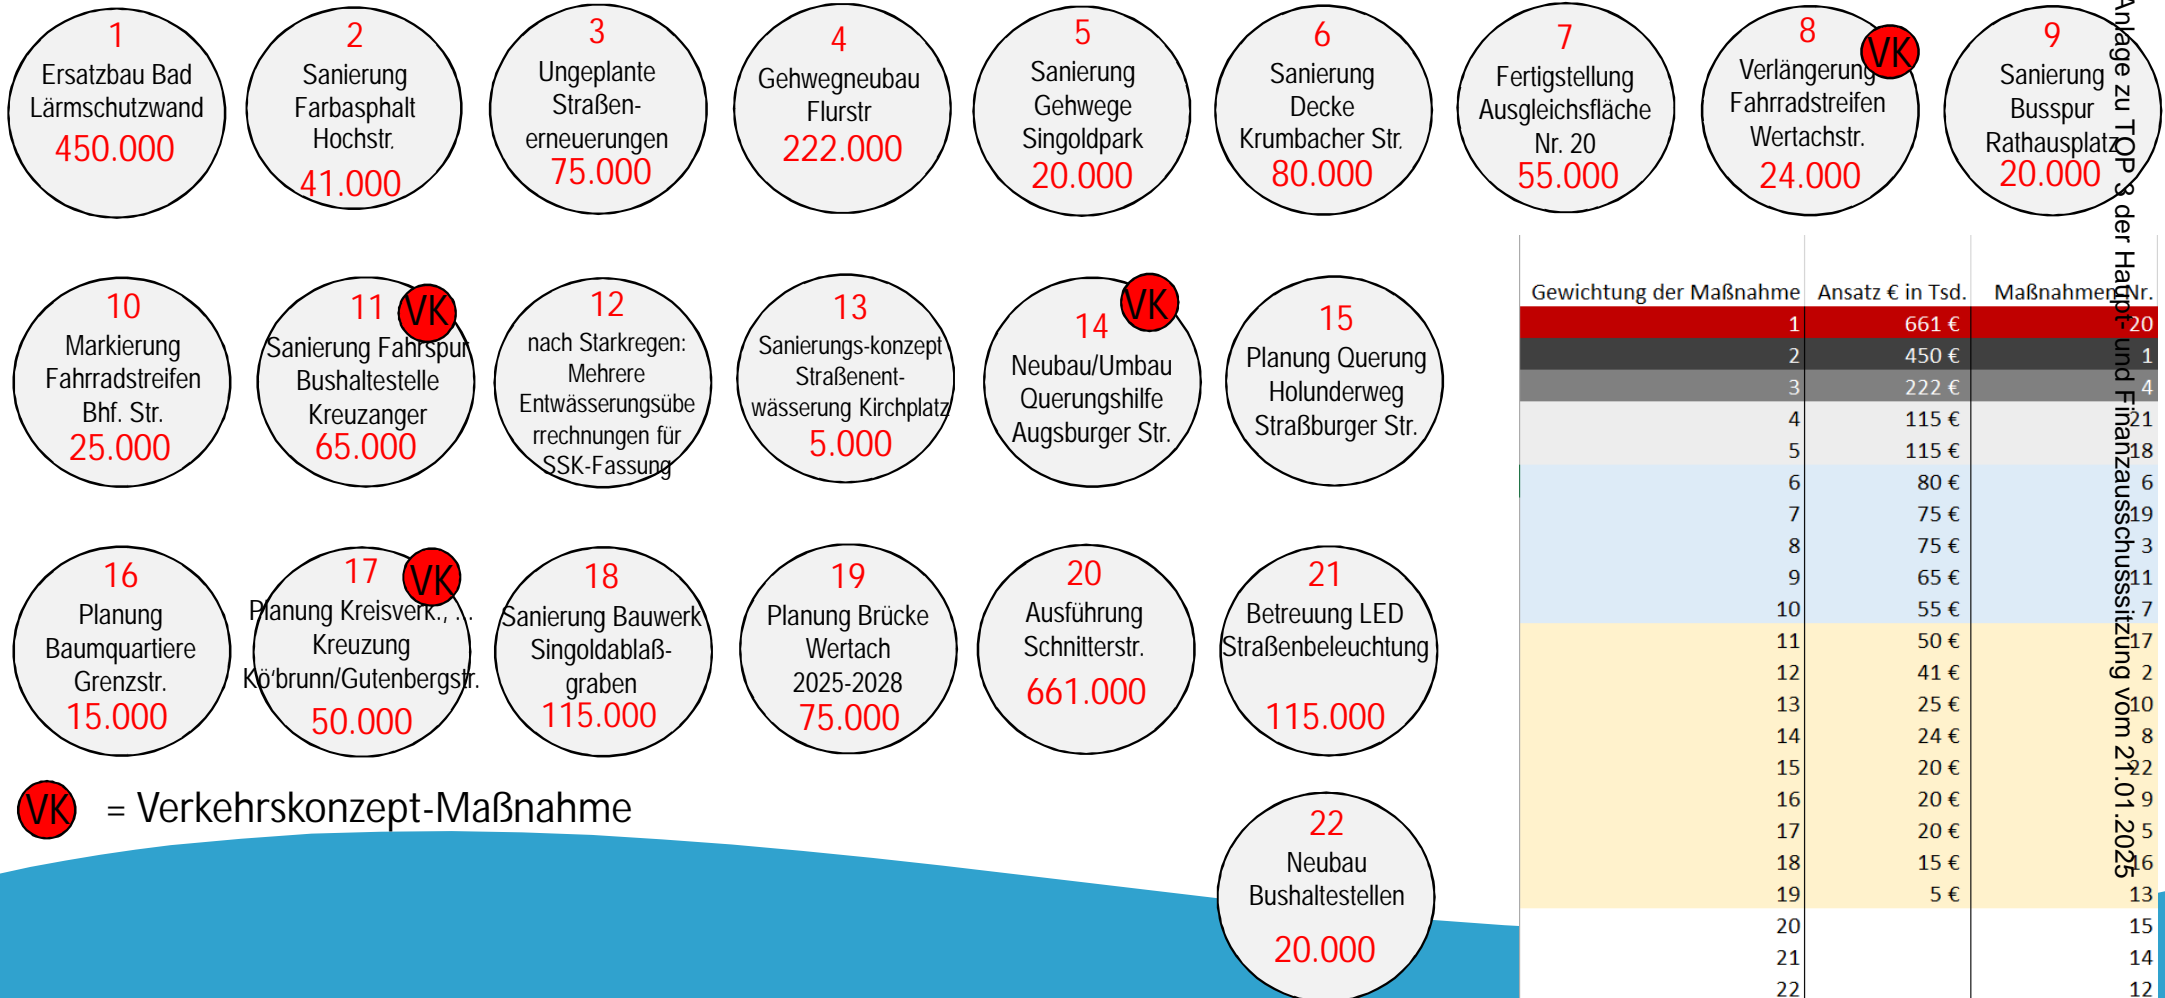 1
Ersatzbau Bad
Lärmschutzwand
450.000
2
Sanierung
Farbasphalt
Hochstr.
41.000
3
Ungeplante
Straßen-
erneuerungen
75.000
4
Gehwegneubau
Flurstr
222.000
5
Sanierung
Gehwege
Singoldpark
20.000
6
Sanierung
Decke
Krumbacher Str.
80.000
7
Fertigstellung
Ausgleichsfläche
Nr. 20
55.000
8
VK
Verlängerung
Fahrradstreifen
Wertachstr.
24.000
9
Sanierung
Busspur
Rathausplatz
20.000
10
Markierung
Fahrradstreifen
Bhf. Str.
25.000
11
VK
Sanierung Fahrspur
Bushaltestelle
Kreuzanger
65.000
12
nach Starkregen:
Mehrere
Entwässerungsübe
rrechnungen für
SSK-Fassung
13
Sanierungs-konzept
Straßenent-
wässerung Kirchplatz
5.000
14
VK
Neubau/Umbau
Querungshilfe
Augsburger Str.
15
Planung Querung
Holunderweg
Straßburger Str.
16
Planung
Baumquartiere
Grenzstr.
15.000
17
VK
Planung Kreisverk., ...
Kreuzung
Kö'brunn/Gutenbergstr.
50.000
18
Sanierung Bauwerk
Singoldablaß-
graben
115.000
19
Planung Brücke
Wertach
2025-2028
75.000
20
Ausführung
Schnitterstr.
661.000
21
Betreuung LED
Straßenbeleuchtung
115.000
22
Neubau
Bushaltestellen
20.000
VK = Verkehrskonzept-Maßnahme
Gewichtung der Maßnahme Ansatz € in Tsd. Maßnahmen Nr.
1 661 € 20
2 450 € 1
3 222 € 4
4 115 € 21
5 115 € 18
6 80 € 6
7 75 € 19
8 75 € 3
9 65 € 11
10 55 € 7
11 50 € 17
12 41 € 2
13 25 € 10
14 24 € 8
15 20 € 22
16 20 € 9
17 20 € 5
18 15 € 16
19 5 € 13
20 15
21 14
22 12
Anlage zu TOP 3 der Haupt- und Finanzausschusssitzung vom 21.01.2025